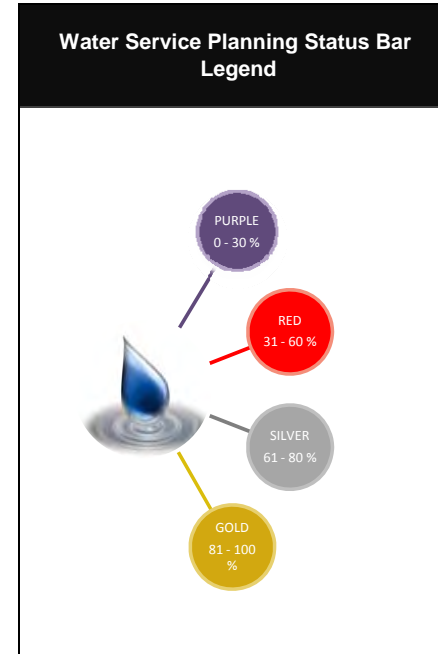 Water Service Planning Status Bar
Legend
PURPLE
0 - 30 %
RED
31 - 60 %
SILVER
61 - 80 %
GOLD
81 - 100
%